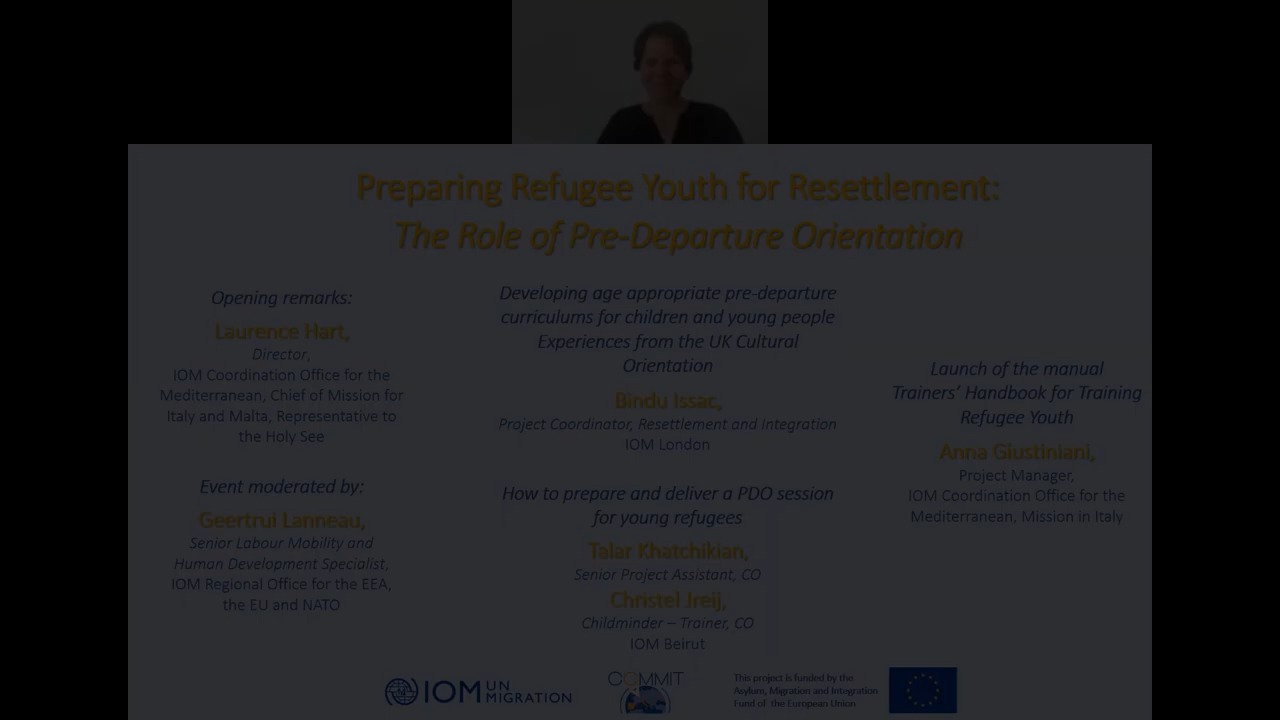 Preparing Refugee Youth for Resettlement:
The Role of Pre-Departure Orientation
Opening remarks:
Laurence Hart,
Director,
IOM Coordination Office for the
Mediterranean, Chief of Mission for
Italy and Malta, Representative to
the Holy See
Event moderated by:
Geertrui Lanneau,
Senior Labour Mobility and
Human Development Specialist,
IOM Regional Office for the EEA,
the EU and NATO
Developing age appropriate pre-departure
curriculums for children and young people
Experiences from the UK Cultural
Orientation
Bindu Issac,
Project Coordinator, Resettlement and Integration
IOM London
How to prepare and deliver a PDO session
for young refugees
Talar Khatchikian,
Senior Project Assistant, CO
Christel Jreij,
Childminder – Trainer, CO
IOM Beirut
Launch of the manual
Trainers’ Handbook for Training
Refugee Youth
Anna Giustiniani,
Project Manager,
IOM Coordination Office for the
Mediterranean, Mission in Italy
IOM UN
MIGRATION
COMMIT
This project is funded by the
Asylum, Migration and Integration
Fund of the European Union